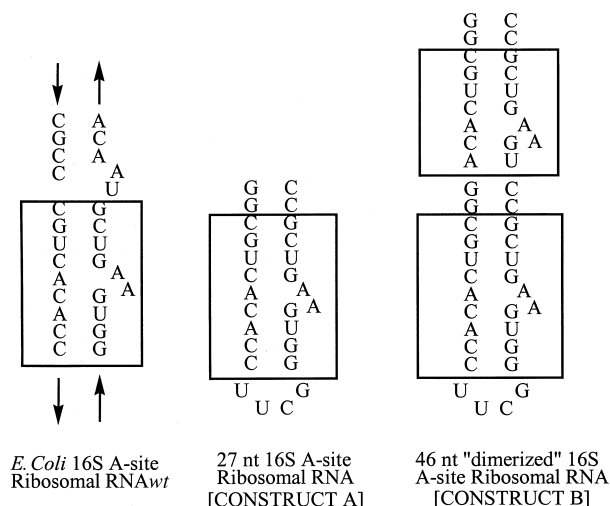 C A
G C
C A
C A
U
C G
G C
U U
C G
A A
C G A
A U
C G
C G
E. Coli 16S A-site
Ribosomal RNAwt
G C
G C
C G
G C
U U
C G
A A
C G A
A U
C G
C G
U G
U C
27 nt 16S A-site
Ribosomal RNA
[CONSTRUCT A]
G C
G C
C G
G C
U U
C G
A A
C G A
A U
G C
G C
C G
G C
U U
C G
A A
C G A
A U
C G
C G
U G
U C
46 nt "dimerized" 16S
A-site Ribosomal RNA
[CONSTRUCT B]